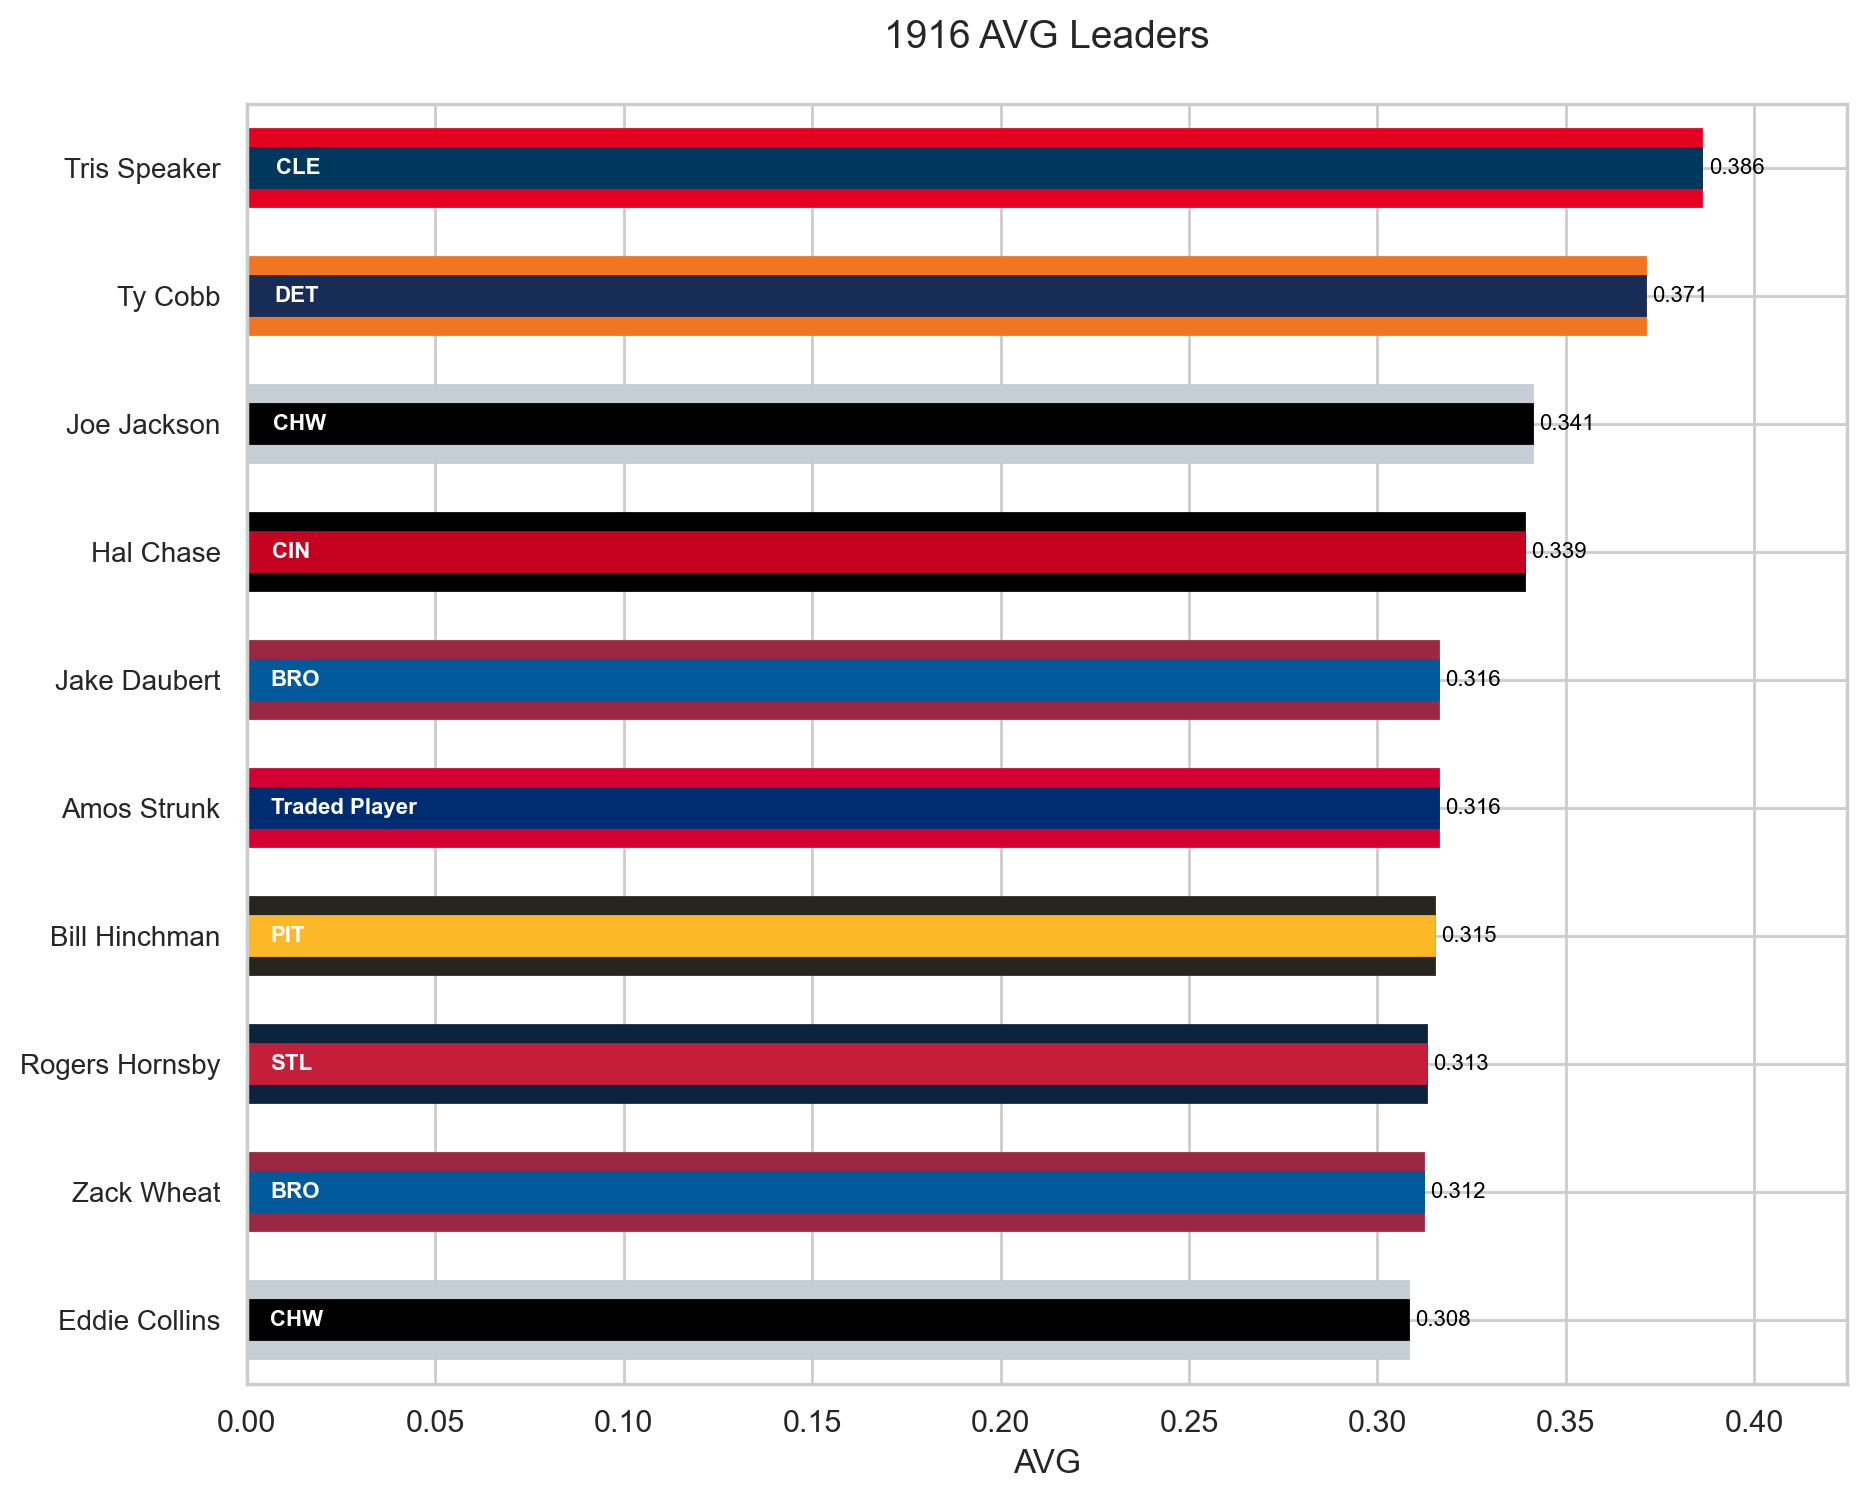 1916 AVG Leaders
Tris Speaker CLE 0.386
Ty Cobb DET 0.371
Joe Jackson CHW 0.341
Hal Chase CIN 0.339
Jake Daubert BRO 0.316
Amos Strunk Traded Player 0.316
Bill Hinchman PIT 0.315
Rogers Hornsby STL 0.313
Zack Wheat BRO 0.312
Eddie Collins CHW 0.308
0.00 0.05 0.10 0.15 0.20 0.25 0.30 0.35 0.40
AVG